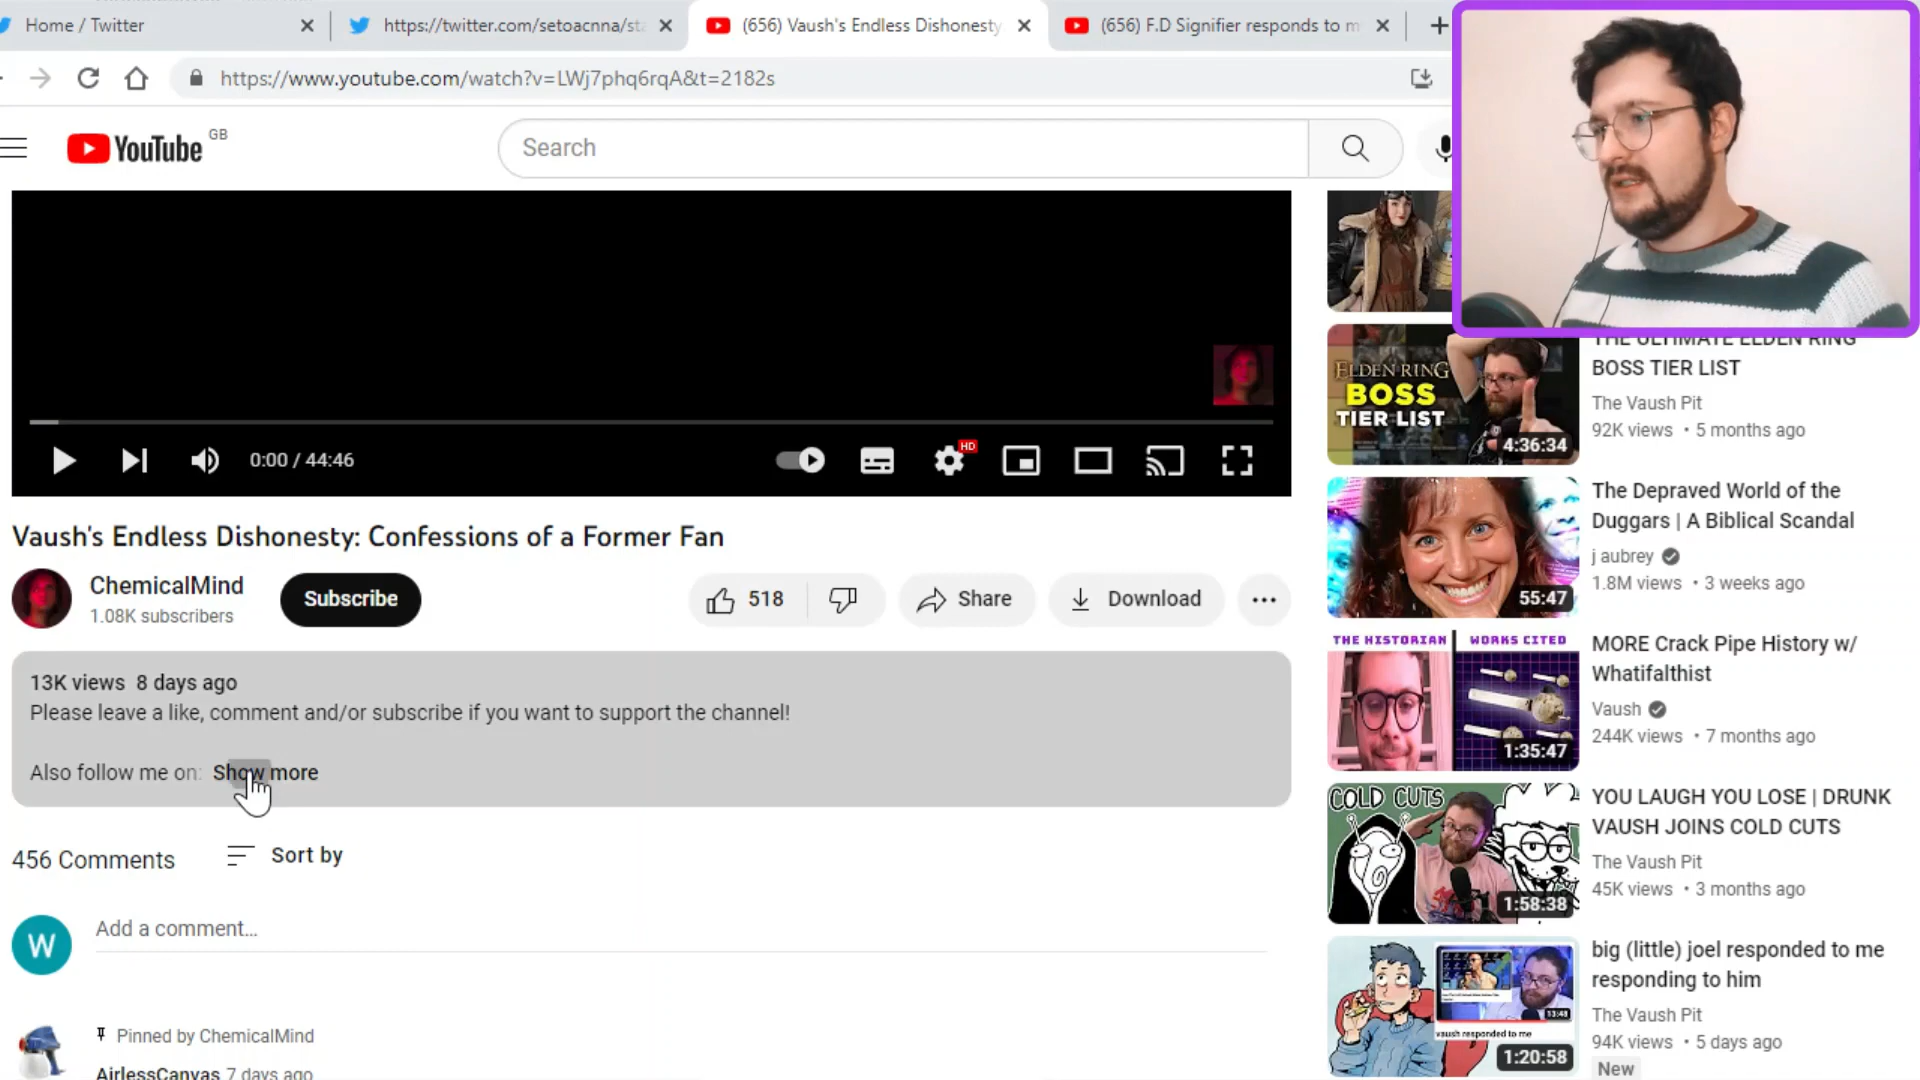 Home / Twitter
https://twitter.com/setoacnna/sta
(656) Vaush's Endless Dishonesty
(656) F.D Signifier responds to m
https://www.youtube.com/watch?v=LWj7phq6rqA&t=2182s
YouTube GB
Search
0:00 / 44:46
HD
Vaush's Endless Dishonesty: Confessions of a Former Fan
ChemicalMind
1.08K subscribers
Subscribe
518
Share
Download
13K views 8 days ago
Please leave a like, comment and/or subscribe if you want to support the channel!
Also follow me on: Show more
456 Comments
Sort by
W
Add a comment...
Pinned by ChemicalMind
AirlessCanvas 7 days ago
ELDEN RING
BOSS
TIER LIST
4:36:34
THE ULTIMATE ELDEN RING
BOSS TIER LIST
The Vaush Pit
92K views • 5 months ago
55:47
The Depraved World of the
Duggars | A Biblical Scandal
j aubrey
1.8M views • 3 weeks ago
THE HISTORIAN
WORKS CITED
1:35:47
MORE Crack Pipe History w/
Whatifalthist
Vaush
244K views • 7 months ago
COLD CUTS
1:58:38
YOU LAUGH YOU LOSE | DRUNK
VAUSH JOINS COLD CUTS
The Vaush Pit
45K views • 3 months ago
13:48
vaush responded to me
1:20:58
big (little) joel responded to me
responding to him
The Vaush Pit
94K views • 5 days ago
New